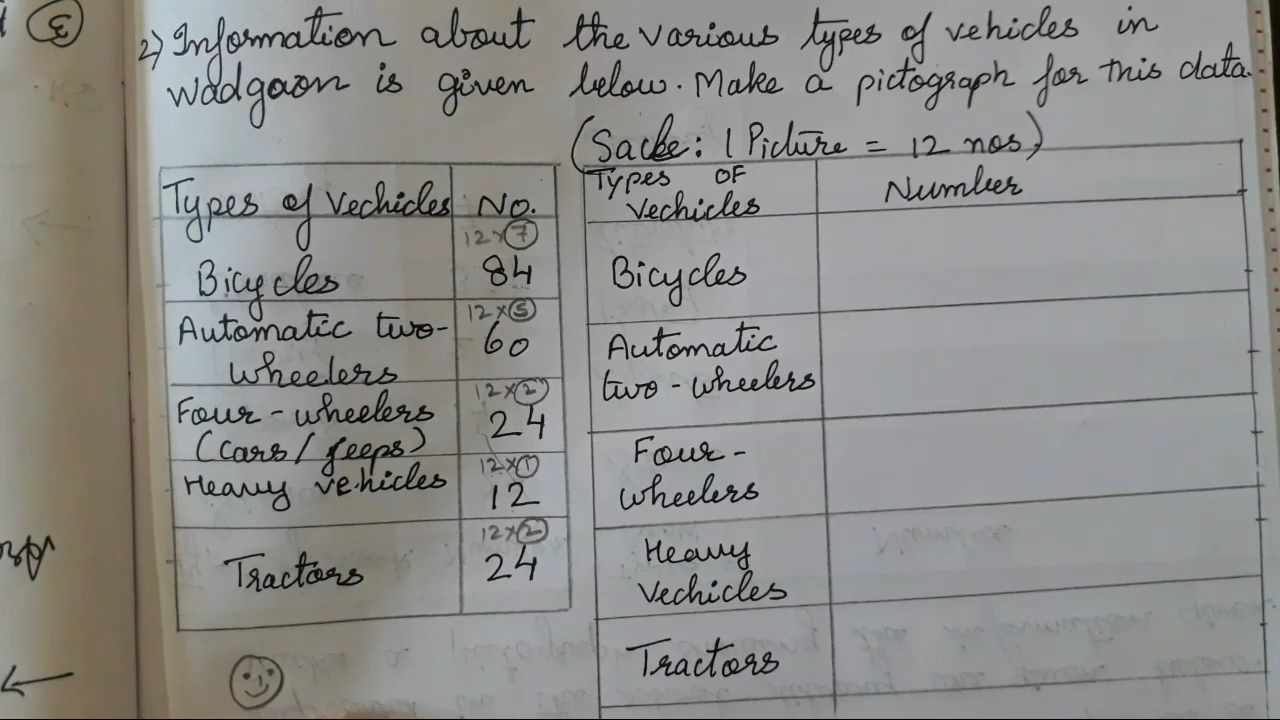 3
2) Information about the various types of vehicles in
Wadgaon is given below. Make a pictograph for this data.
(Sacle: 1 Picture = 12 nos)
Types of Vechicles No.
12×7
Bicycles 84
12×5
Automatic two-
wheelers 60
12×2
Four-wheelers
(cars/jeeps) 24
12×1
Heavy vehicles 12
12×2
Tractors 24
Types OF
Vechicles Number
Bicycles
Automatic
two-wheelers
Four-
wheelers
Heavy
Vechicles
Tractors